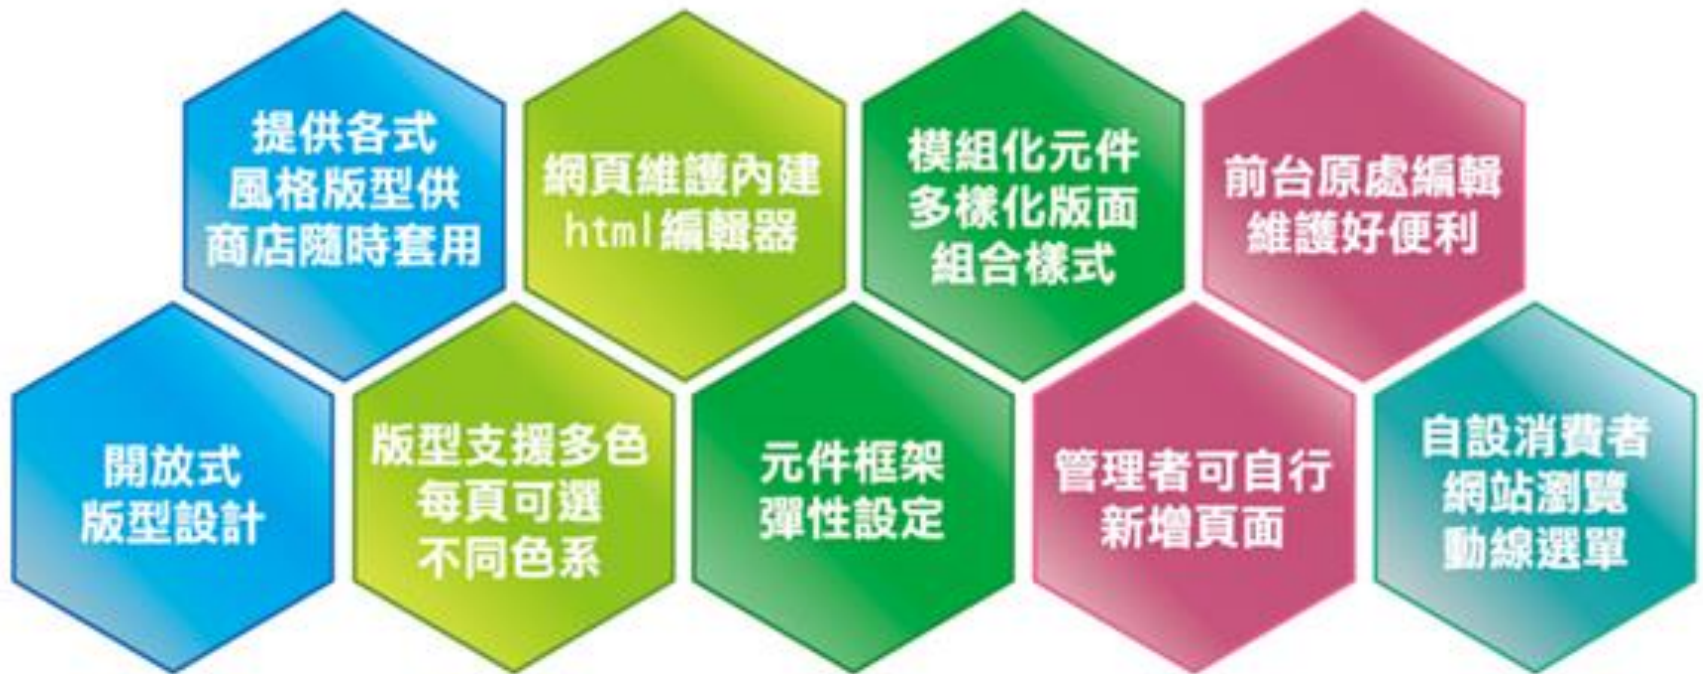 提供各式
風格版型供
商店隨時套用
網頁維護內建
html編輯器
模組化元件
多樣化版面
組合樣式
前台原處編輯
維護好便利
開放式
版型設計
版型支援多色
每頁可選
不同色系
元件框架
彈性設定
管理者可自行
新增頁面
自設消費者
網站瀏覽
動線選單